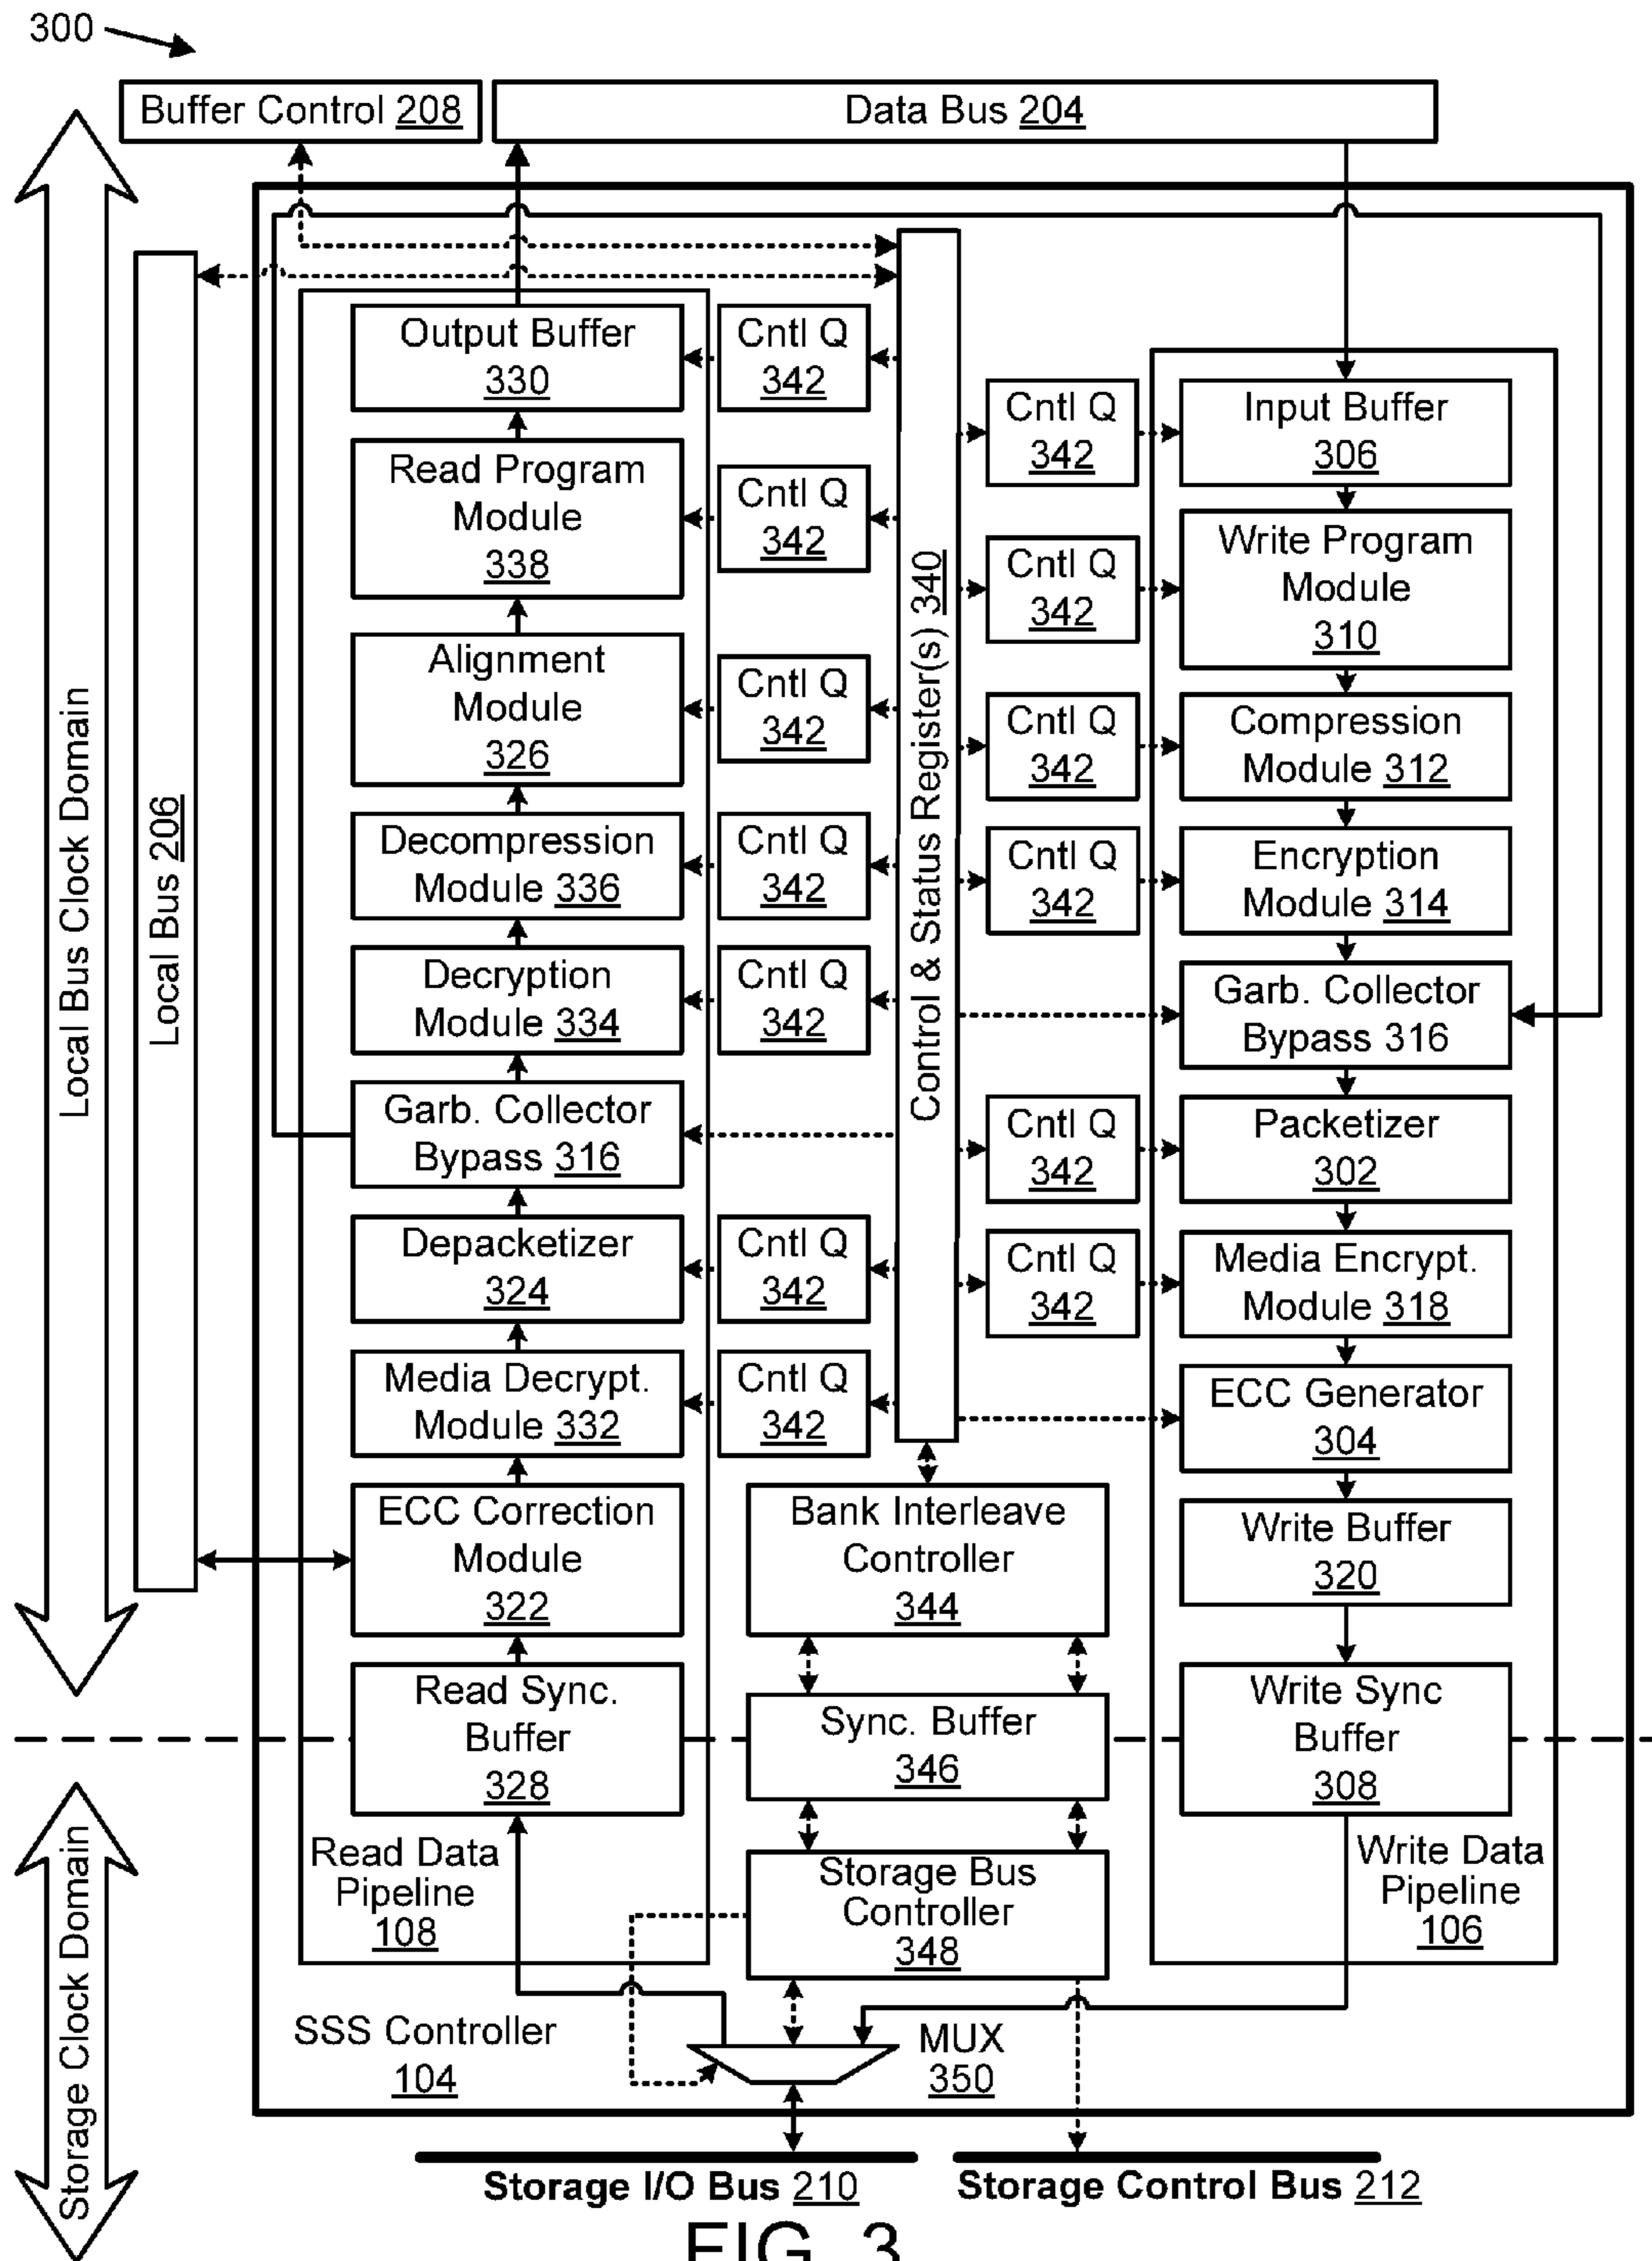 300
Buffer Control 208
Data Bus 204
Local Bus Clock Domain
Local Bus 206
Output Buffer
330
Cntl Q
342
Read Program
Module
338
Cntl Q
342
Alignment
Module
326
Cntl Q
342
Decompression
Module 336
Cntl Q
342
Decryption
Module 334
Cntl Q
342
Garb. Collector
Bypass 316
Depacketizer
324
Cntl Q
342
Media Decrypt.
Module 332
Cntl Q
342
ECC Correction
Module
322
Read Sync.
Buffer
328
Read Data
Pipeline
108
Control & Status Register(s) 340
Bank Interleave
Controller
344
Sync. Buffer
346
Storage Bus
Controller
348
Cntl Q
342
Input Buffer
306
Cntl Q
342
Write Program
Module
310
Cntl Q
342
Compression
Module 312
Cntl Q
342
Encryption
Module 314
Garb. Collector
Bypass 316
Cntl Q
342
Packetizer
302
Cntl Q
342
Media Encrypt.
Module 318
ECC Generator
304
Write Buffer
320
Write Sync
Buffer
308
Write Data
Pipeline
106
Storage Clock Domain
SSS Controller
104
MUX
350
Storage I/O Bus 210
Storage Control Bus 212
FIG. 3